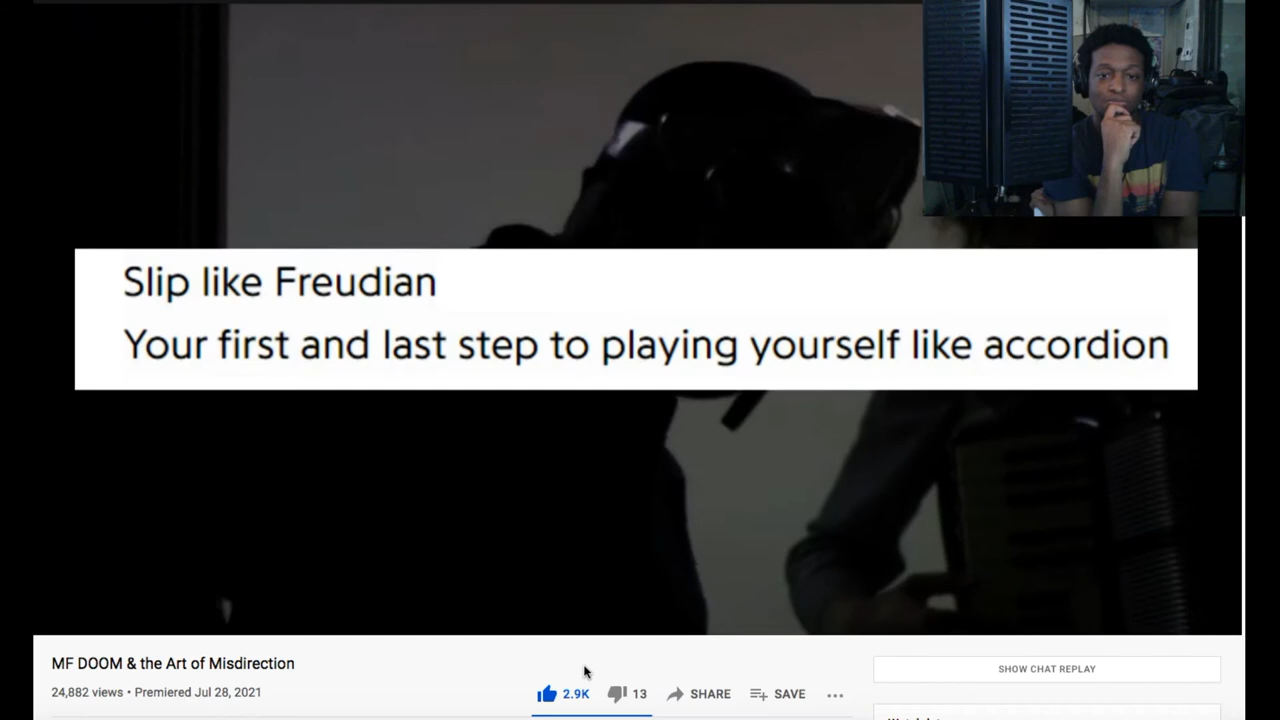 Slip like Freudian
Your first and last step to playing yourself like accordion
MF DOOM & the Art of Misdirection
24,882 views • Premiered Jul 28, 2021
2.9K
13
SHARE
SAVE
SHOW CHAT REPLAY